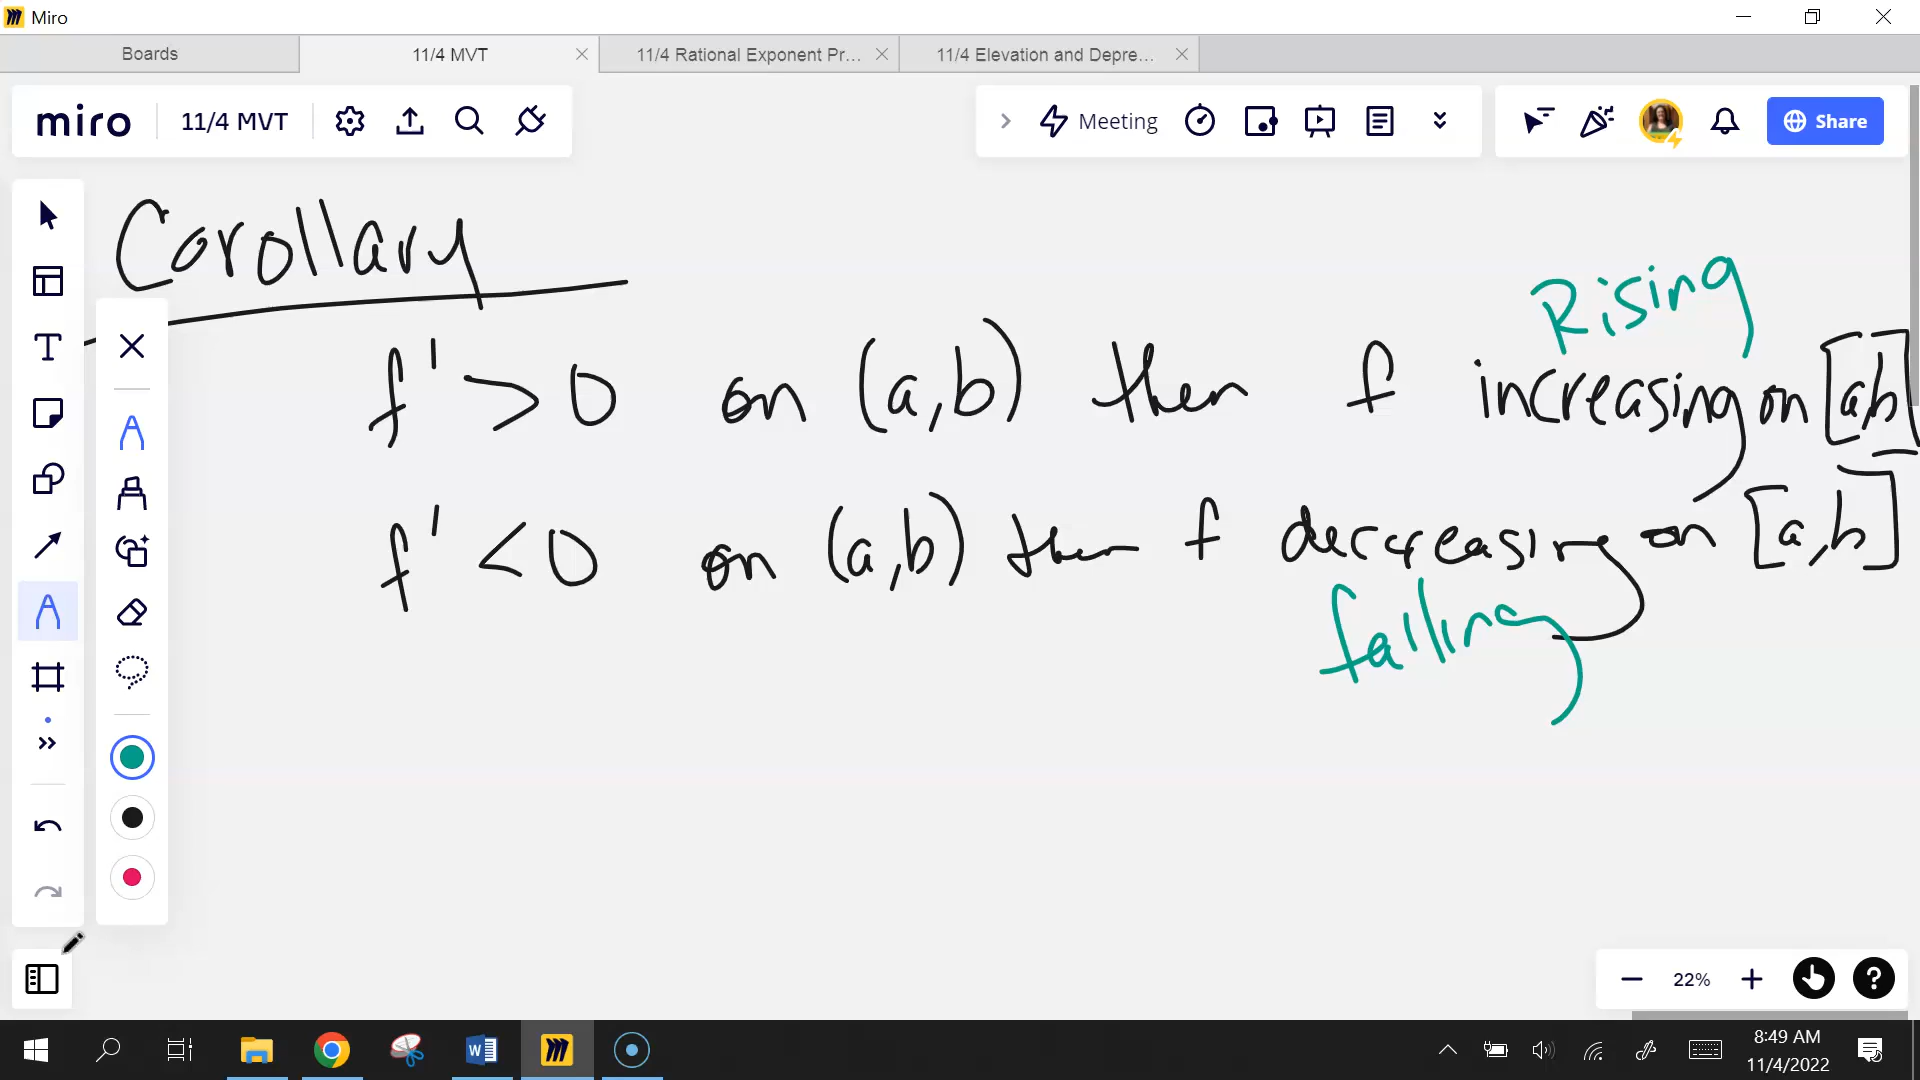 Miro
Boards
11/4 MVT
11/4 Rational Exponent Pr...
11/4 Elevation and Depre...
miro
11/4 MVT
Meeting
Share
Corollary
Rising
f' > 0 on (a,b) then f increasing on [a,b]
f' < 0 on (a,b) then f decreasing on [a,b]
falling
22%
8:49 AM
11/4/2022